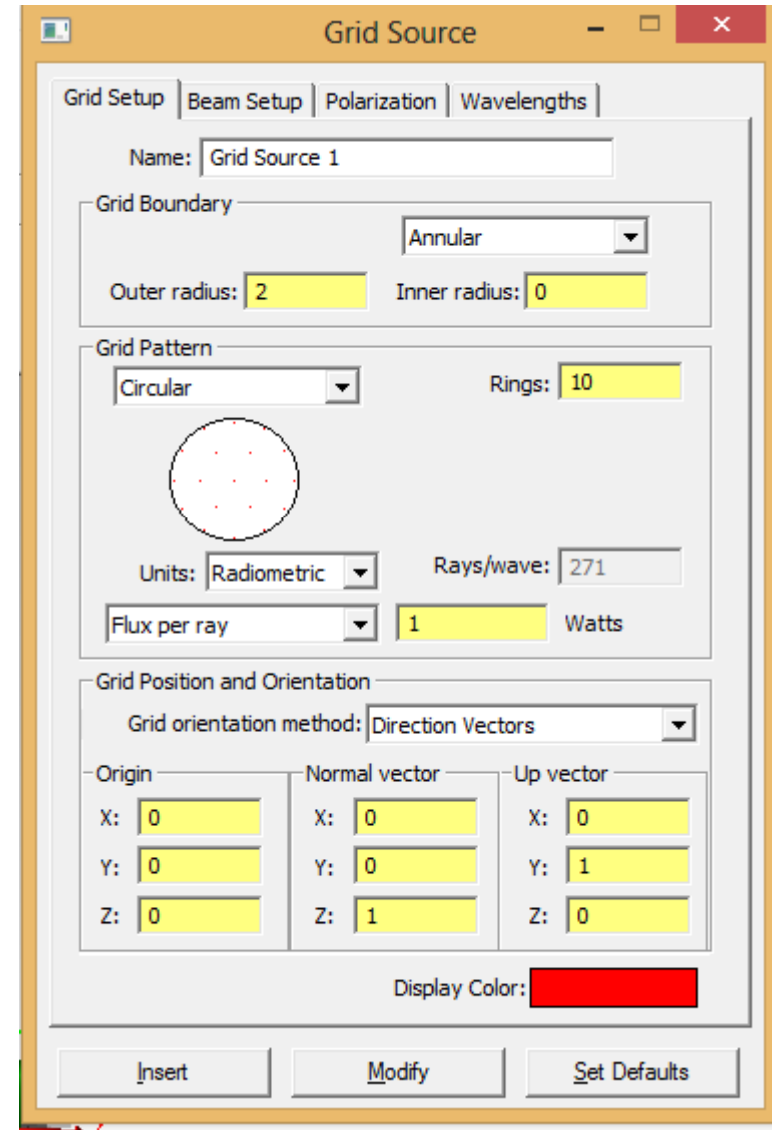 Grid Source
Grid Setup Beam Setup Polarization Wavelengths
Name: Grid Source 1
Grid Boundary
Annular
Outer radius: 2 Inner radius: 0
Grid Pattern
Circular Rings: 10
Units: Radiometric Rays/wave: 271
Flux per ray 1 Watts
Grid Position and Orientation
Grid orientation method: Direction Vectors
Origin Normal vector Up vector
X: 0 X: 0 X: 0
Y: 0 Y: 0 Y: 1
Z: 0 Z: 1 Z: 0
Display Color:
Insert Modify Set Defaults